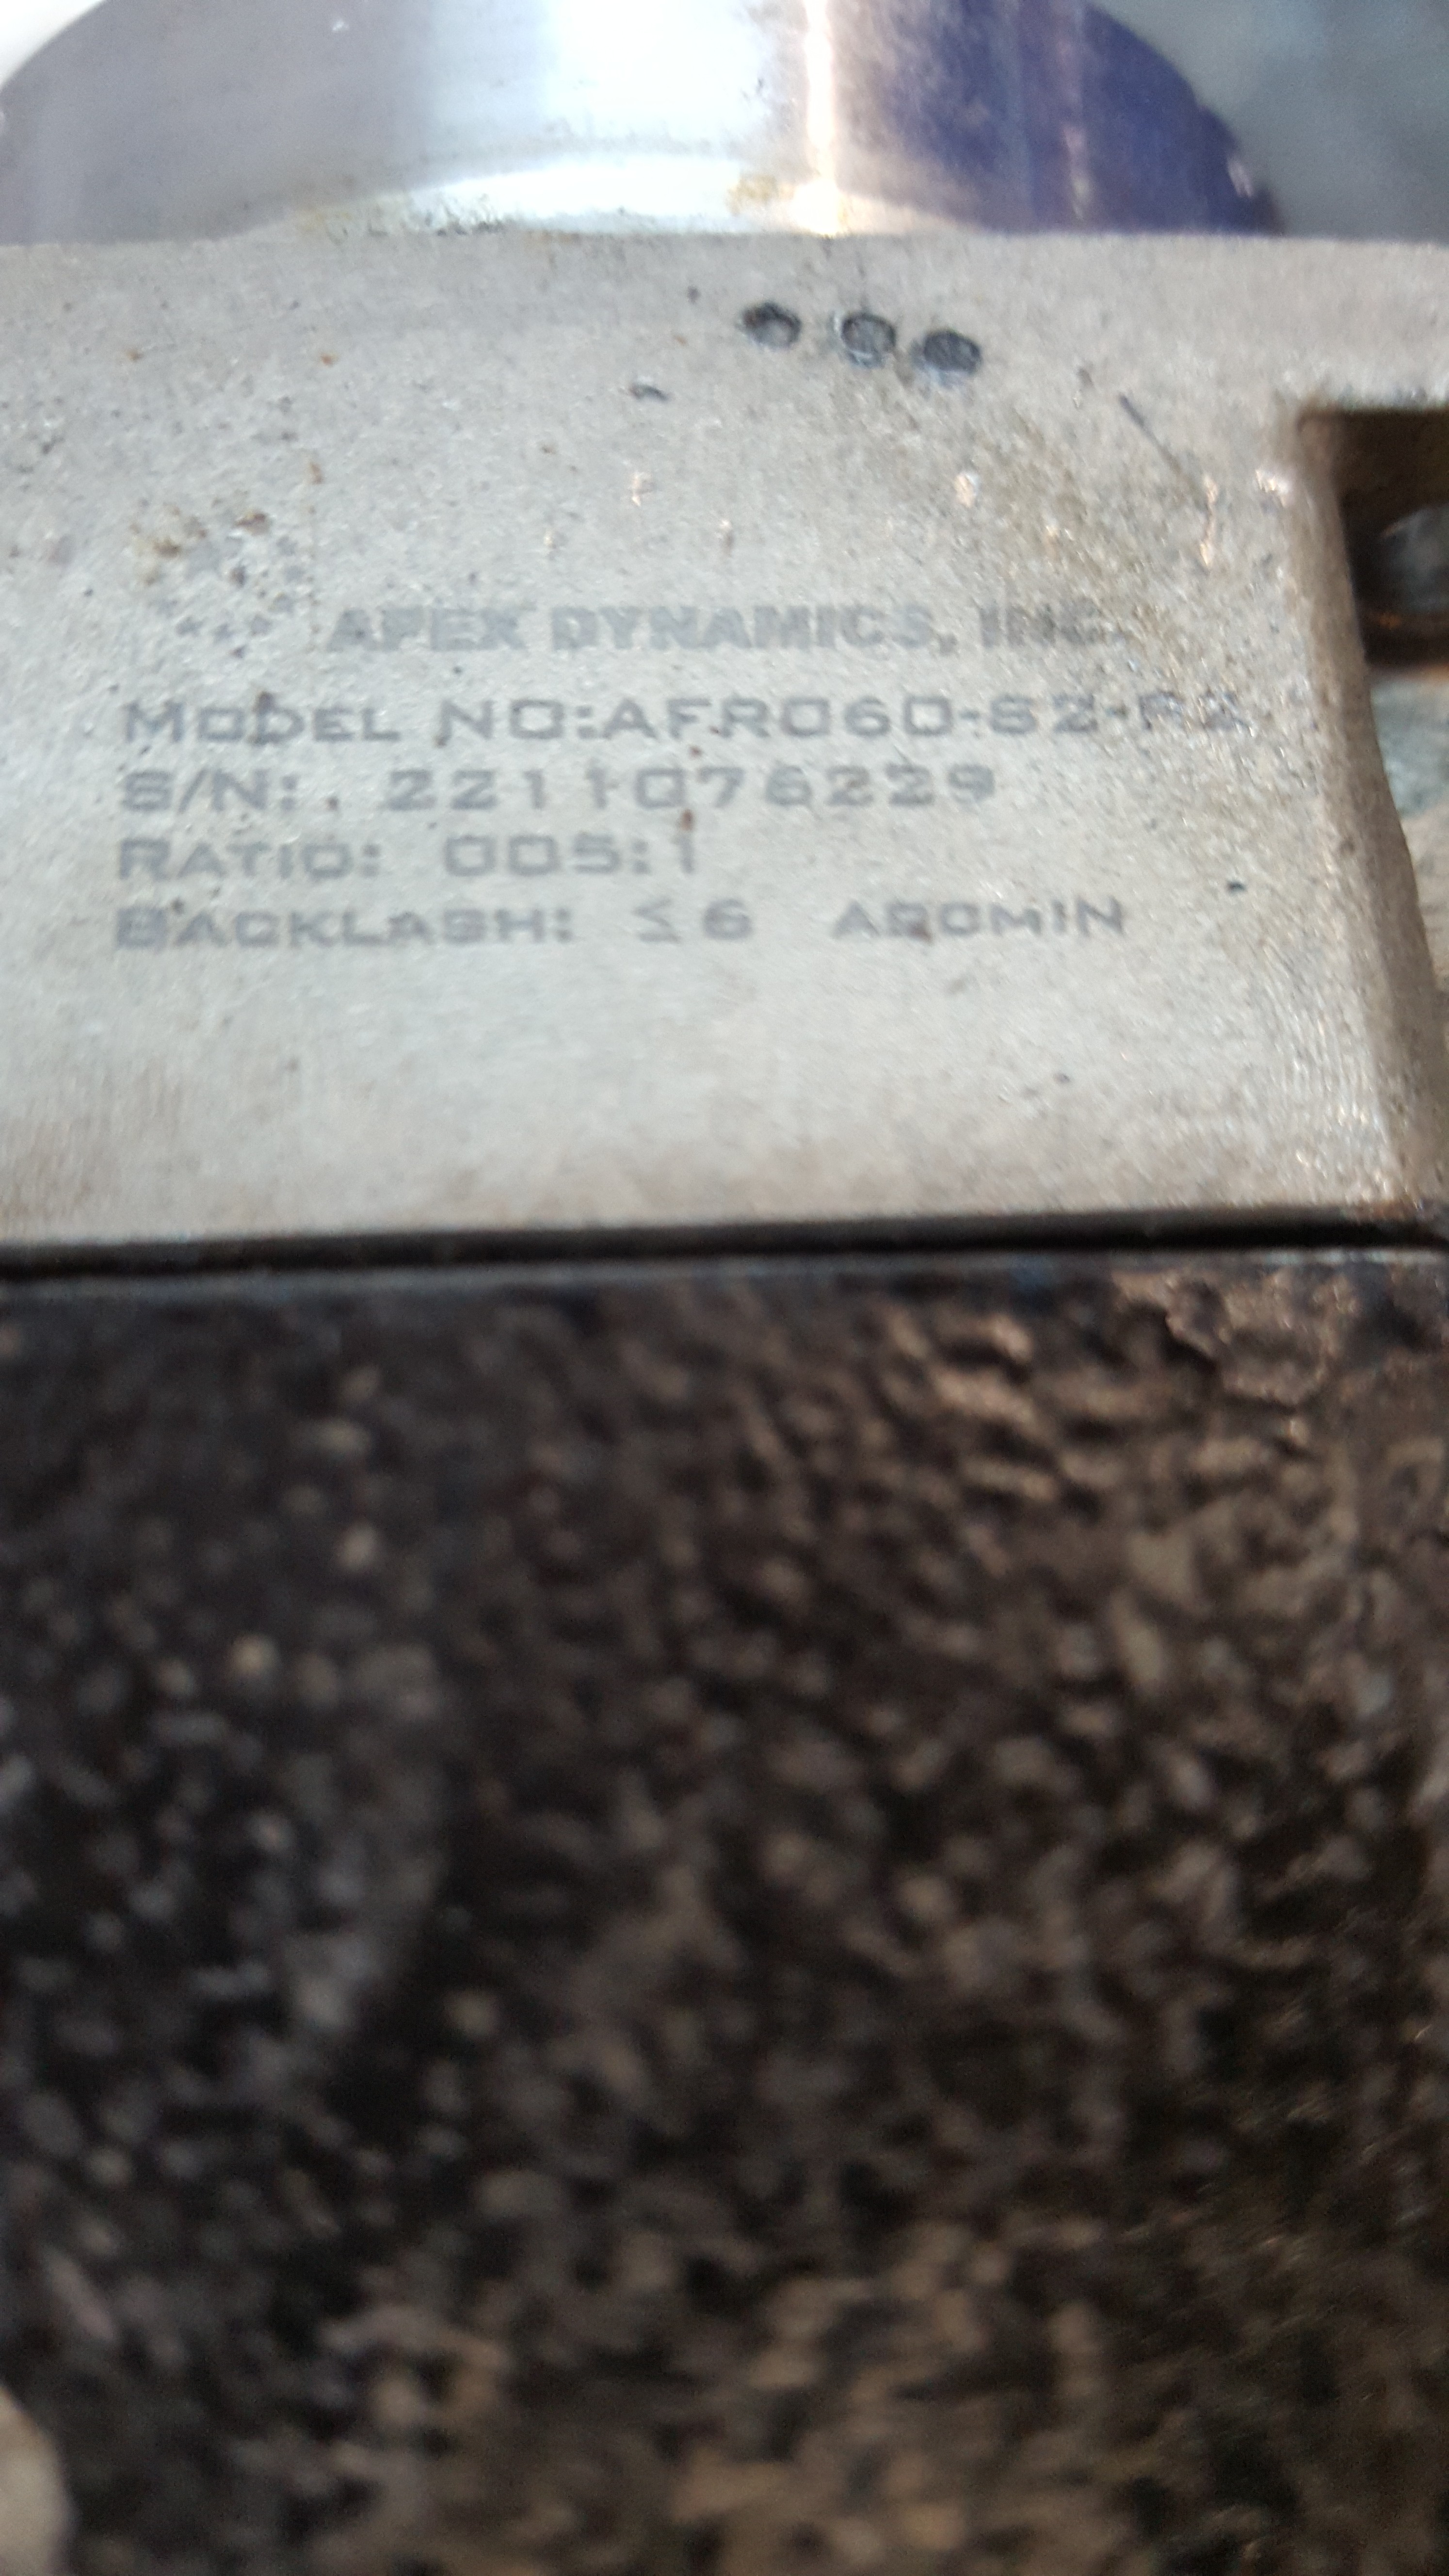 APEX DYNAMICS, INC.
MODEL NO:AFR060-S2-P2
S/N: 2211076229
RATIO: 005:1
BACKLASH: ≤6 ARCMIN